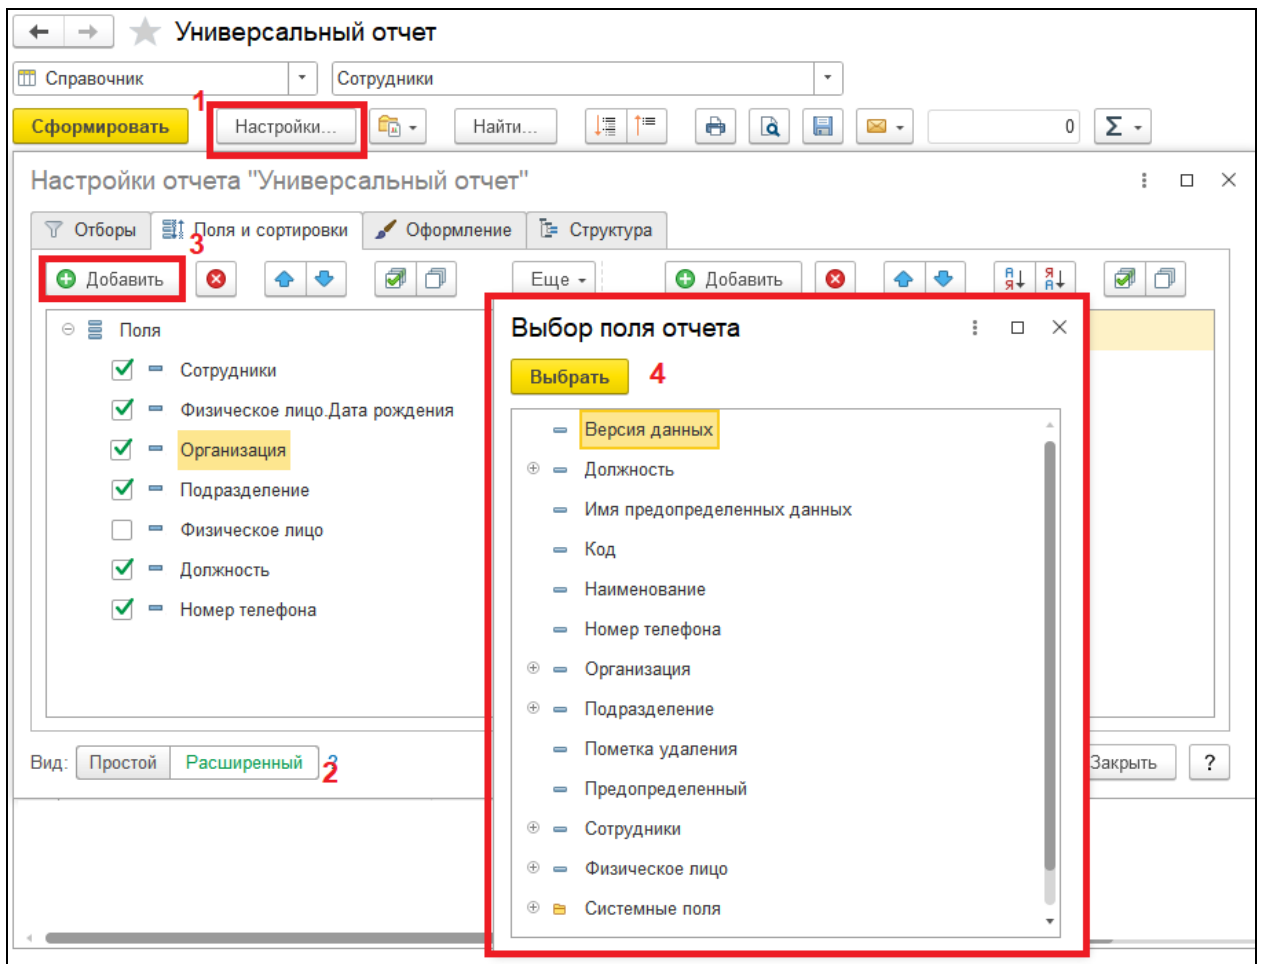 Универсальный отчет
Справочник Сотрудники
1
Сформировать Настройки... Найти... 0 Σ
Настройки отчета "Универсальный отчет"
Отборы Поля и сортировки Оформление Структура
3
Добавить Еще Добавить
Поля
Сотрудники
Физическое лицо.Дата рождения
Организация
Подразделение
Физическое лицо
Должность
Номер телефона
Выбор поля отчета
Выбрать 4
Версия данных
Должность
Имя предопределенных данных
Код
Наименование
Номер телефона
Организация
Подразделение
Пометка удаления
Предопределенный
Сотрудники
Физическое лицо
Системные поля
Вид: Простой Расширенный 2 Закрыть ?